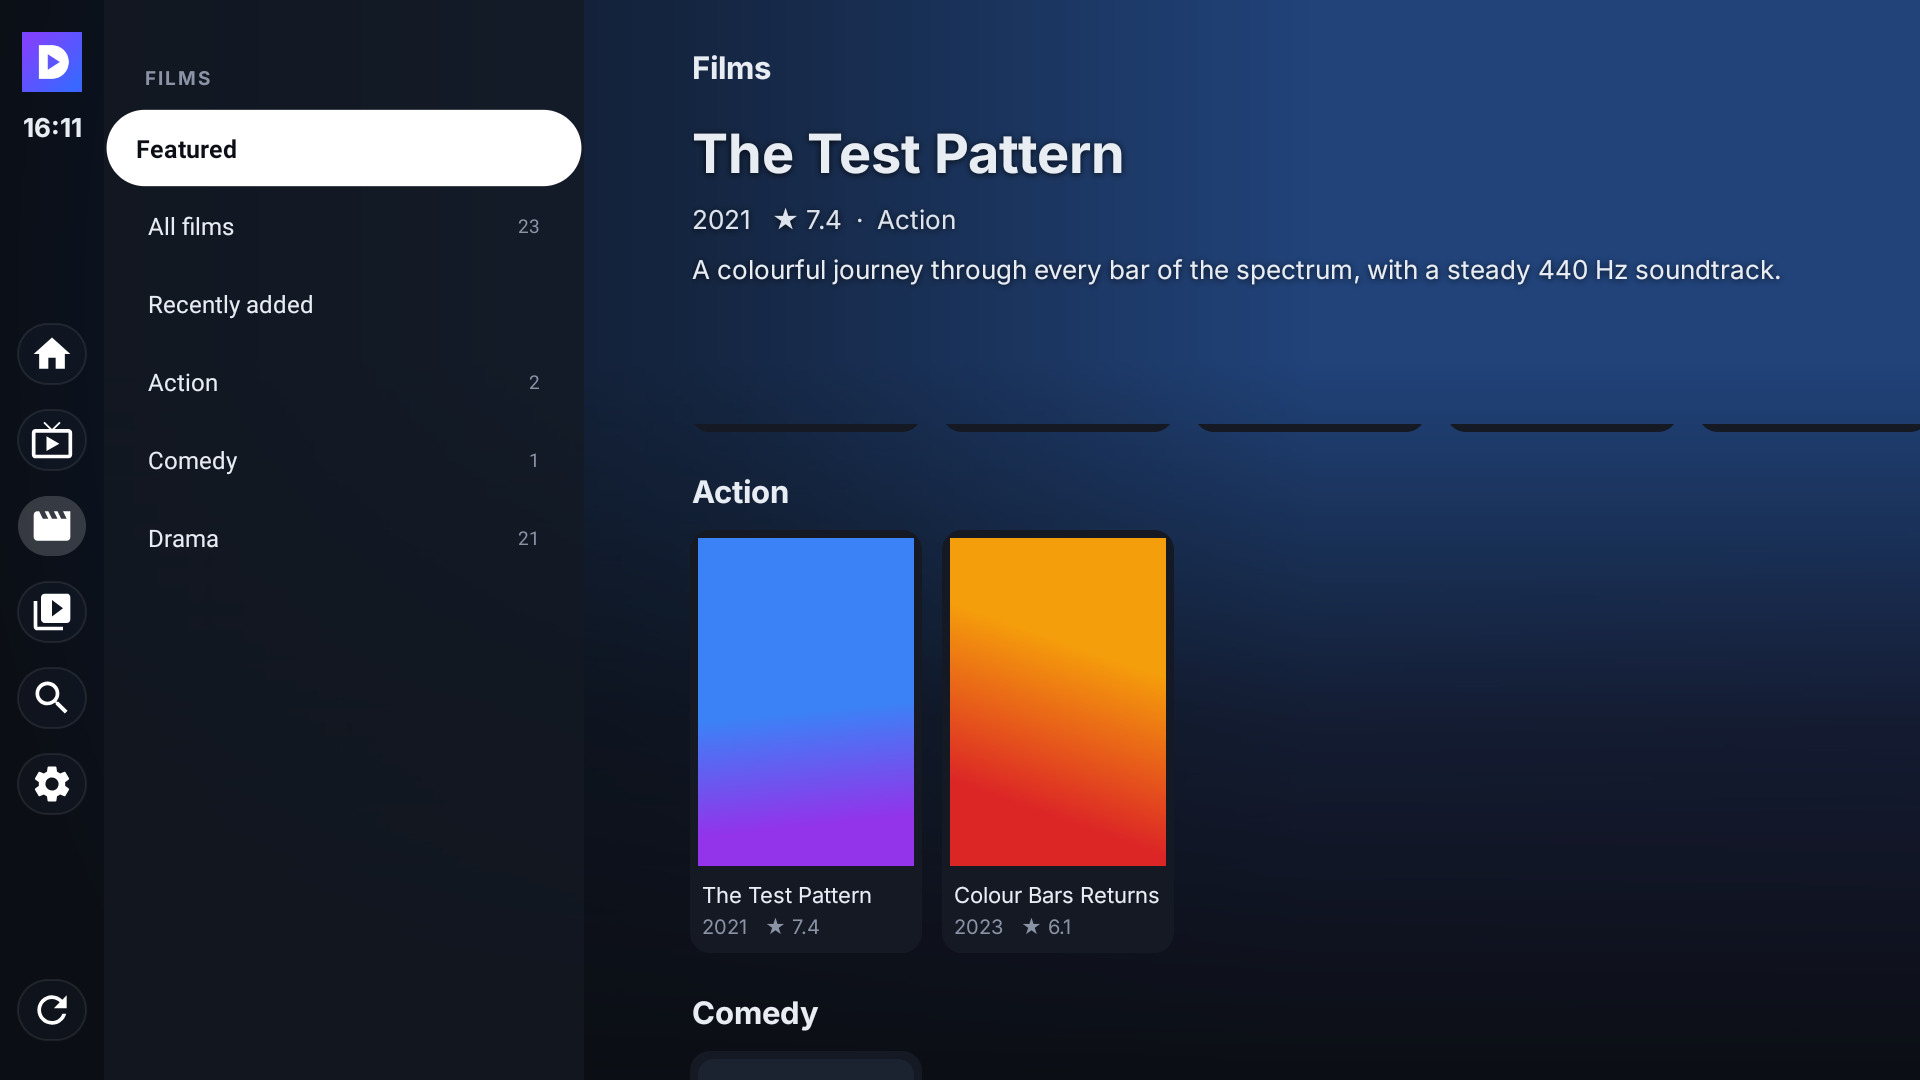 16:11
FILMS
Featured
All films 23
Recently added
Action 2
Comedy 1
Drama 21
Films
The Test Pattern
2021 ★ 7.4 · Action
A colourful journey through every bar of the spectrum, with a steady 440 Hz soundtrack.
Action
The Test Pattern
2021 ★ 7.4
Colour Bars Returns
2023 ★ 6.1
Comedy